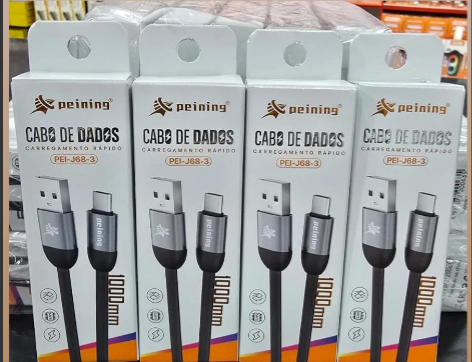 peining®
CABO DE DADOS
CARREGAMENTO RÁPIDO
PEI-J68-3
peining
1000mm
peining®
CABO DE DADOS
CARREGAMENTO RÁPIDO
PEI-J68-3
peining
1000mm
peining®
CABO DE DADOS
CARREGAMENTO RÁPIDO
PEI-J68-3
peining
1000mm
peining®
CABO DE DADOS
CARREGAMENTO RÁPIDO
PEI-J68-3
peining
1000mm